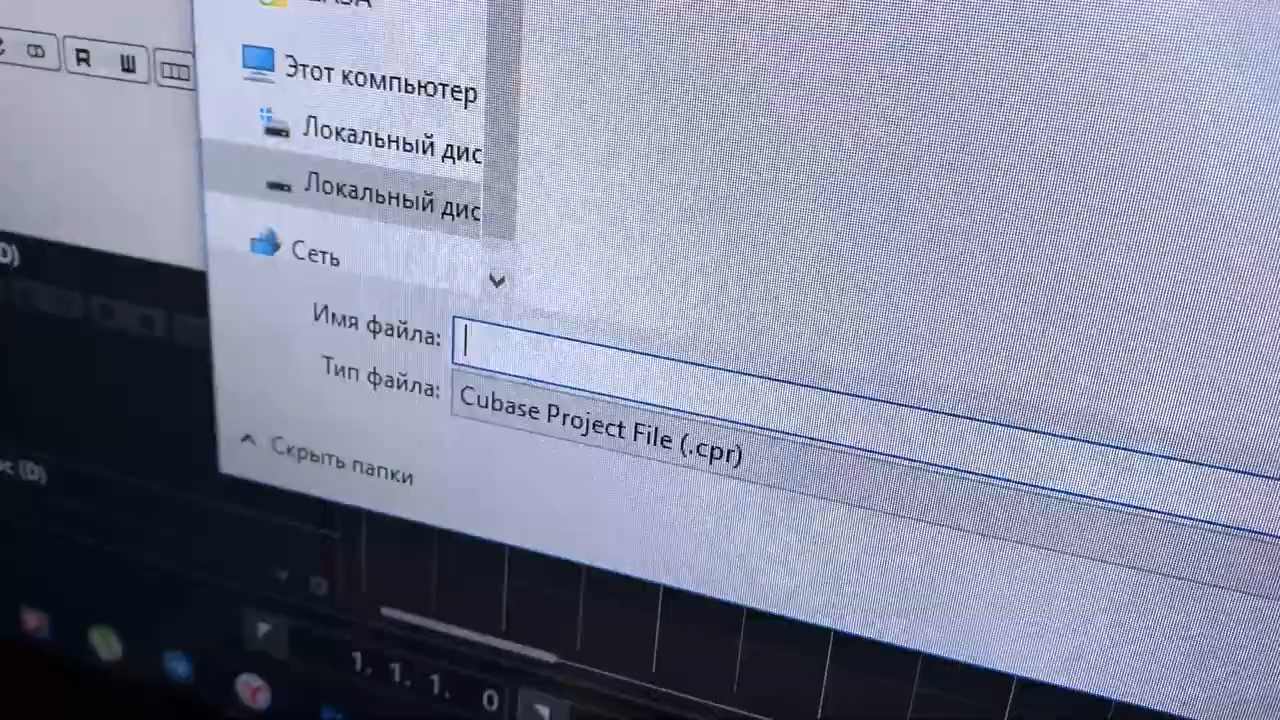 R Ш
Этот компьютер
Локальный дис
Локальный дис
Сеть
D)
Имя файла:
Тип файла:
Cubase Project File (.cpr)
Скрыть папки
с (D)
1. 1. 1. 0